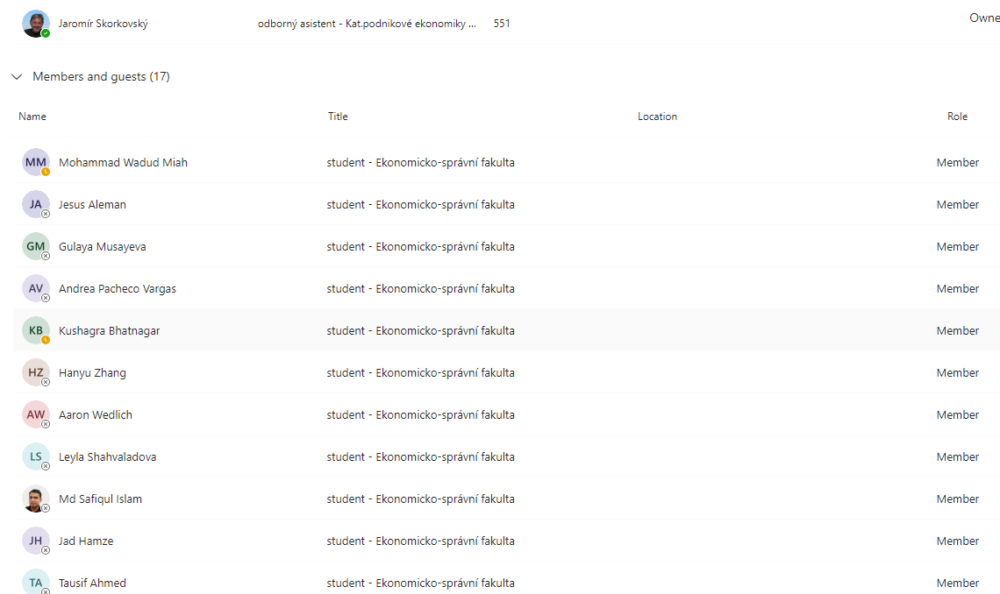 Jaromír Skorkovský odborný asistent - Kat.podnikové ekonomiky ... 551 Owne
Members and guests (17)
Name Title Location Role
MM Mohammad Wadud Miah student - Ekonomicko-správní fakulta Member
JA Jesus Aleman student - Ekonomicko-správní fakulta Member
GM Gulaya Musayeva student - Ekonomicko-správní fakulta Member
AV Andrea Pacheco Vargas student - Ekonomicko-správní fakulta Member
KB Kushagra Bhatnagar student - Ekonomicko-správní fakulta Member
HZ Hanyu Zhang student - Ekonomicko-správní fakulta Member
AW Aaron Wedlich student - Ekonomicko-správní fakulta Member
LS Leyla Shahvaladova student - Ekonomicko-správní fakulta Member
Md Safiqul Islam student - Ekonomicko-správní fakulta Member
JH Jad Hamze student - Ekonomicko-správní fakulta Member
TA Tausif Ahmed student - Ekonomicko-správní fakulta Member